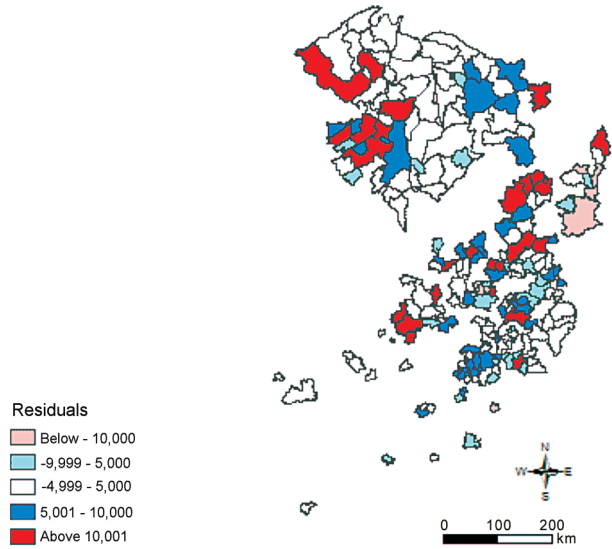 Residuals
Below - 10,000
-9,999 - 5,000
-4,999 - 5,000
5,001 - 10,000
Above 10,001
N
W E
S
0 100 200
km